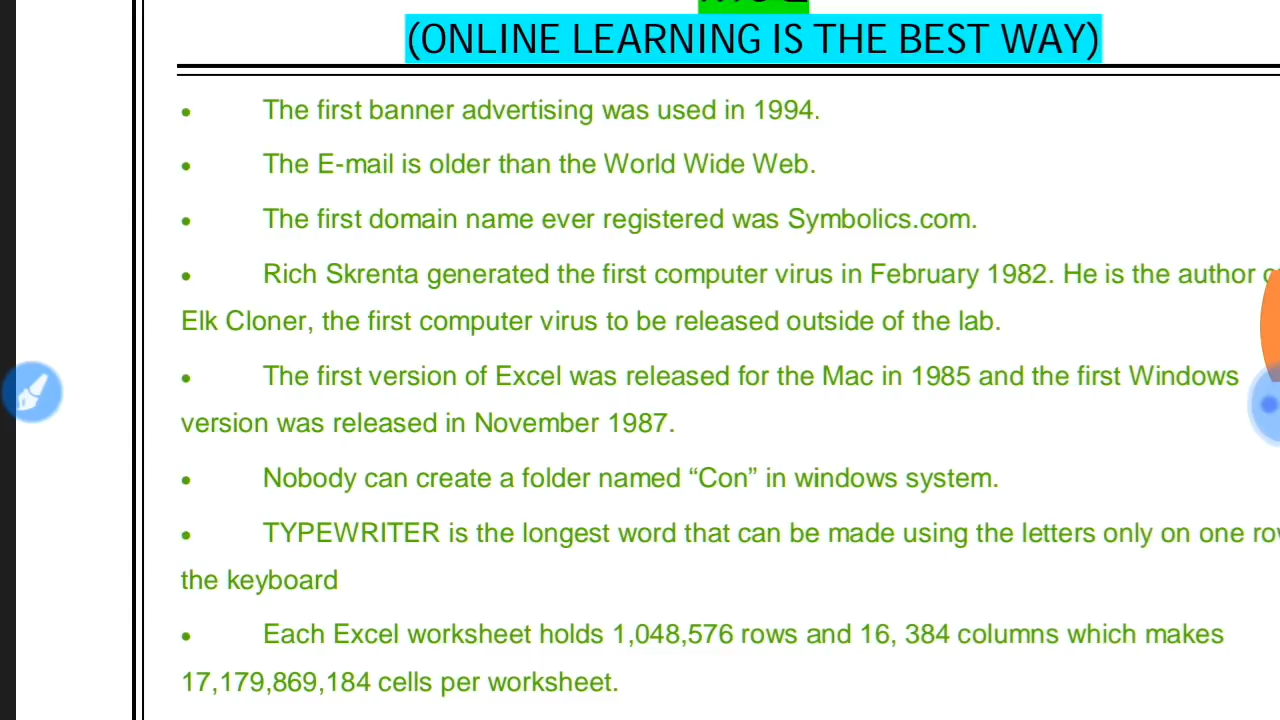 (ONLINE LEARNING IS THE BEST WAY)
• The first banner advertising was used in 1994.
• The E-mail is older than the World Wide Web.
• The first domain name ever registered was Symbolics.com.
• Rich Skrenta generated the first computer virus in February 1982. He is the author
Elk Cloner, the first computer virus to be released outside of the lab.
• The first version of Excel was released for the Mac in 1985 and the first Windows
version was released in November 1987.
• Nobody can create a folder named “Con” in windows system.
• TYPEWRITER is the longest word that can be made using the letters only on one
the keyboard
• Each Excel worksheet holds 1,048,576 rows and 16, 384 columns which makes
17,179,869,184 cells per worksheet.